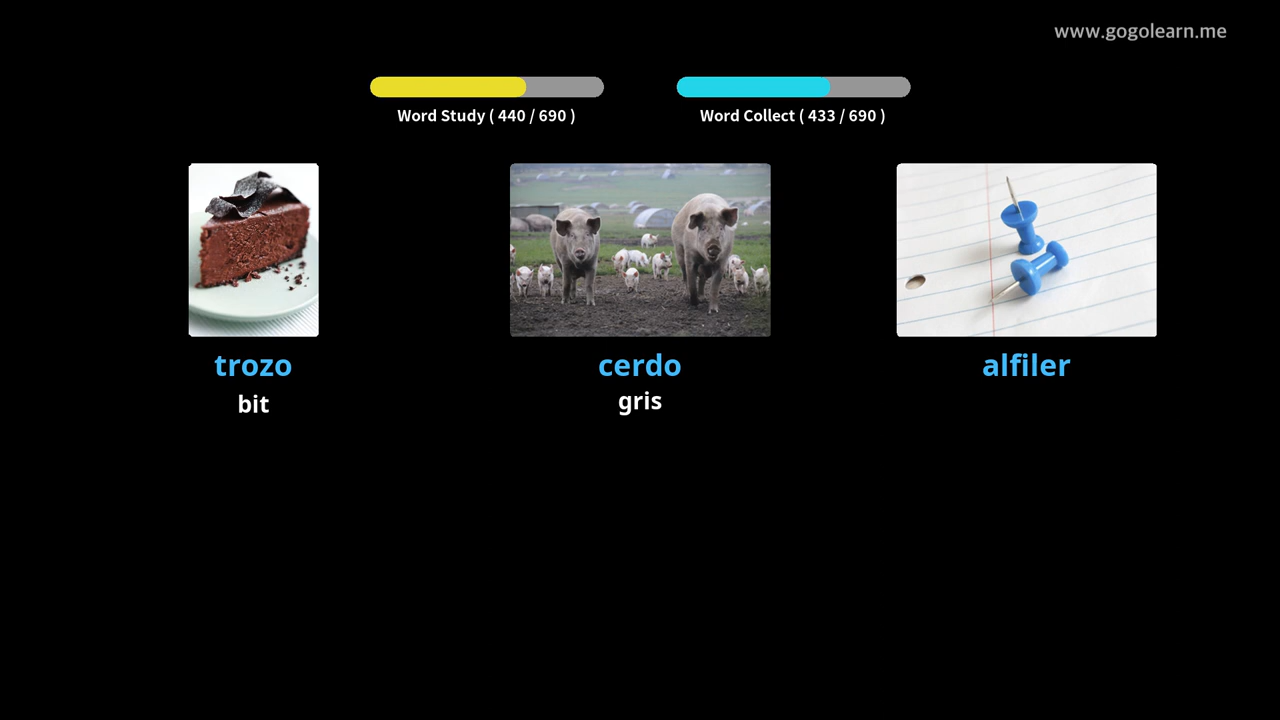 www.gogolearn.me
Word Study ( 440 / 690 )
Word Collect ( 433 / 690 )
trozo
bit
cerdo
gris
alfiler